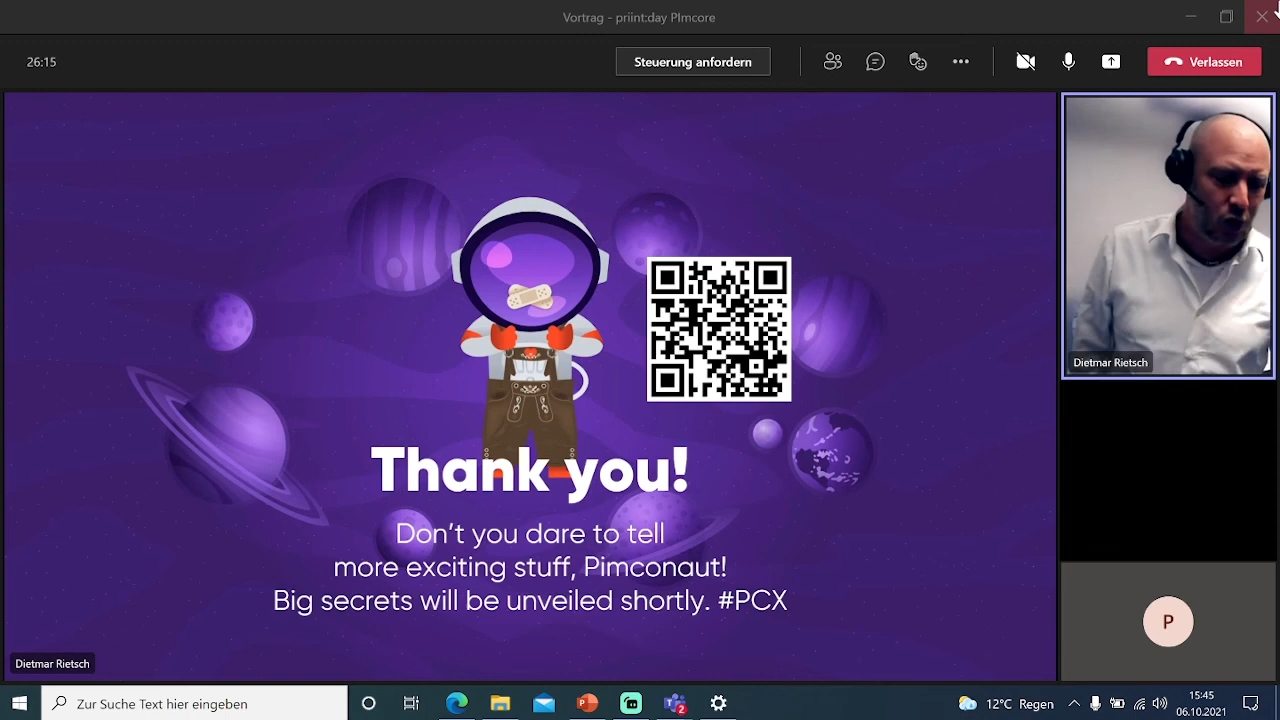 Vortrag - priint:day PImcore
26:15
Steuerung anfordern
Verlassen
Dietmar Rietsch
Thank you!
Don't you dare to tell
more exciting stuff, Pimconaut!
Big secrets will be unveiled shortly. #PCX
P
Dietmar Rietsch
Zur Suche Text hier eingeben
P
2
12°C Regen
15:45
06.10.2021